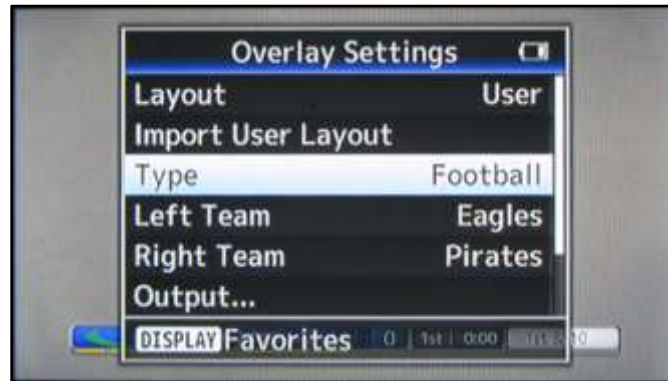 Overlay Settings
Layout User
Import User Layout
Type Football
Left Team Eagles
Right Team Pirates
Output...
DISPLAY Favorites 0 1st 0:00 10